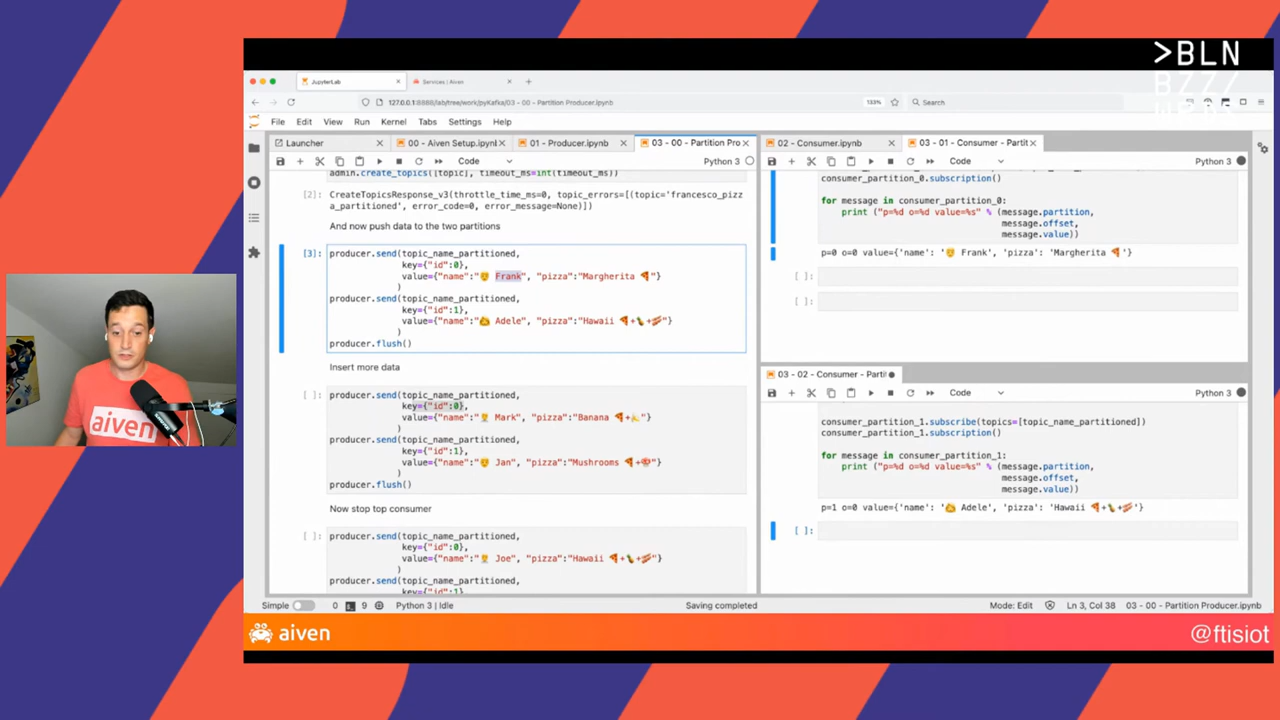 >BLN
BZZ/
JupyterLab
Services | Aiven
127.0.0.1:8888/lab/tree/work/pyKafka/03 - 00 - Partition Producer.ipynb
133%
Search
File Edit View Run Kernel Tabs Settings Help
Launcher
00 - Aiven Setup.ipynl
01 - Producer.ipynb
03 - 00 - Partition Pro
02 - Consumer.ipynb
03 - 01 - Consumer - Partit
Code
Python 3
Code
Python 3
admin.create_topics([topic], timeout_ms=int(timeout_ms))
[2]: CreateTopicsResponse_v3(throttle_time_ms=0, topic_errors=[(topic='francesco_pizz
a_partitioned', error_code=0, error_message=None)])
And now push data to the two partitions
[3]: producer.send(topic_name_partitioned,
key={"id":0},
value={"name":"👨 Frank", "pizza":"Margherita 🍕"}
)
producer.send(topic_name_partitioned,
key={"id":1},
value={"name":"👩 Adele", "pizza":"Hawaii 🍕+🍍+🥓"}
)
producer.flush()
Insert more data
[ ]: producer.send(topic_name_partitioned,
key={"id":0},
value={"name":"👨 Mark", "pizza":"Banana 🍕+🍌"}
)
producer.send(topic_name_partitioned,
key={"id":1},
value={"name":"👨 Jan", "pizza":"Mushrooms 🍕+🍄"}
)
producer.flush()
Now stop top consumer
[ ]: producer.send(topic_name_partitioned,
key={"id":0},
value={"name":"👨 Joe", "pizza":"Hawaii 🍕+🍍+🥓"}
)
producer.send(topic_name_partitioned,
key={"id":1},
consumer_partition_0.subscription()
for message in consumer_partition_0:
print ("p=%d o=%d value=%s" % (message.partition,
message.offset,
message.value))
p=0 o=0 value={'name': '👨 Frank', 'pizza': 'Margherita 🍕'}
[ ]:
[ ]:
03 - 02 - Consumer - Partit
Code
Python 3
consumer_partition_1.subscribe(topics=[topic_name_partitioned])
consumer_partition_1.subscription()
for message in consumer_partition_1:
print ("p=%d o=%d value=%s" % (message.partition,
message.offset,
message.value))
p=1 o=0 value={'name': '👩 Adele', 'pizza': 'Hawaii 🍕+🍍+🥓'}
[ ]:
Simple 0 9 Python 3 | Idle
Saving completed
Mode: Edit
Ln 3, Col 38
03 - 00 - Partition Producer.ipynb
aiven
aiven
@ftisiot